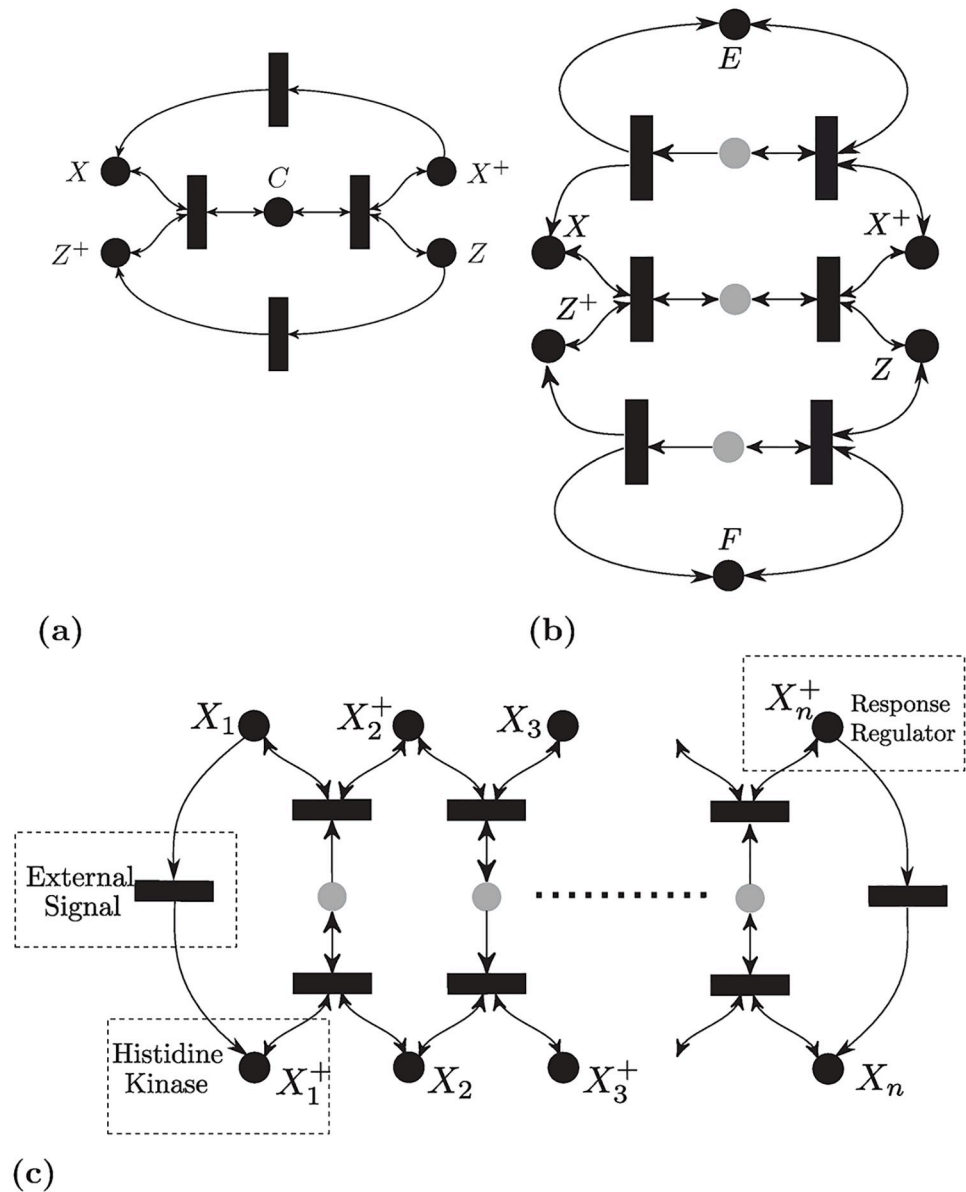 E
X
C
X⁺
Z⁺
Z
X
X⁺
Z⁺
Z
F
(a)
(b)
X₁
X₂⁺
X₃
Xₙ⁺
Response
Regulator
External
Signal
Histidine
Kinase
X₁⁺
X₂
X₃⁺
Xₙ
(c)